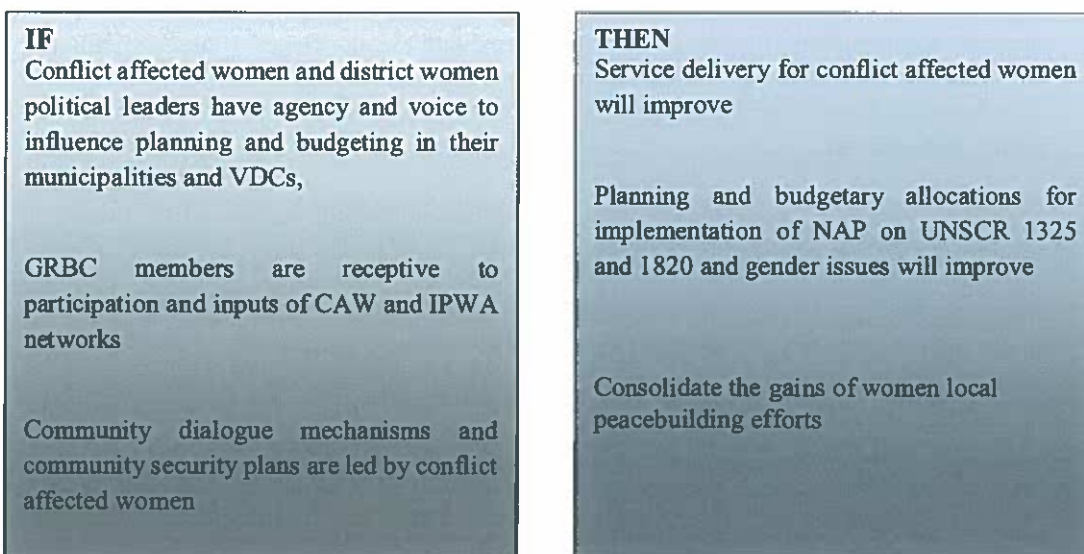 IF
Conflict affected women and district women
political leaders have agency and voice to
influence planning and budgeting in their
municipalities and VDCs,
GRBC members are receptive to
participation and inputs of CAW and IPWA
networks
Community dialogue mechanisms and
community security plans are led by conflict
affected women
THEN
Service delivery for conflict affected women
will improve
Planning and budgetary allocations for
implementation of NAP on UNSCR 1325
and 1820 and gender issues will improve
Consolidate the gains of women local
peacebuilding efforts